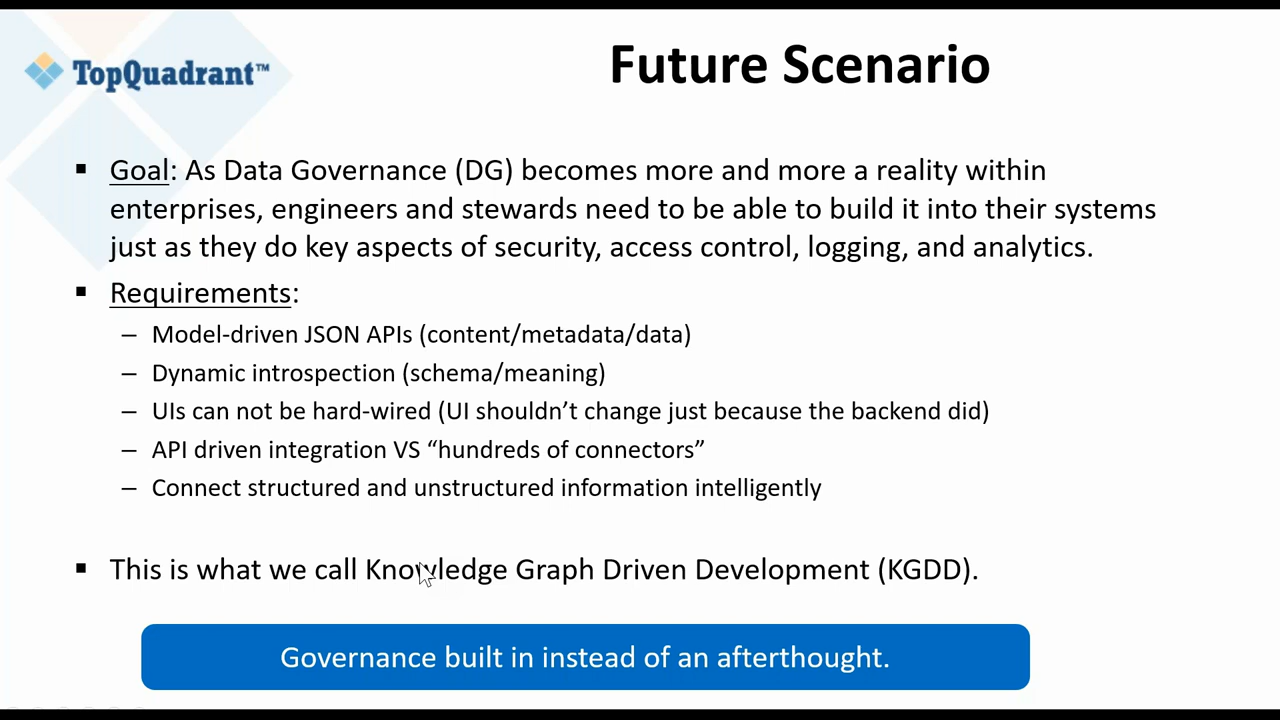 TopQuadrant™
Future Scenario
▪ Goal: As Data Governance (DG) becomes more and more a reality within
enterprises, engineers and stewards need to be able to build it into their systems
just as they do key aspects of security, access control, logging, and analytics.
▪ Requirements:
– Model-driven JSON APIs (content/metadata/data)
– Dynamic introspection (schema/meaning)
– UIs can not be hard-wired (UI shouldn’t change just because the backend did)
– API driven integration VS “hundreds of connectors”
– Connect structured and unstructured information intelligently
▪ This is what we call Knowledge Graph Driven Development (KGDD).
Governance built in instead of an afterthought.